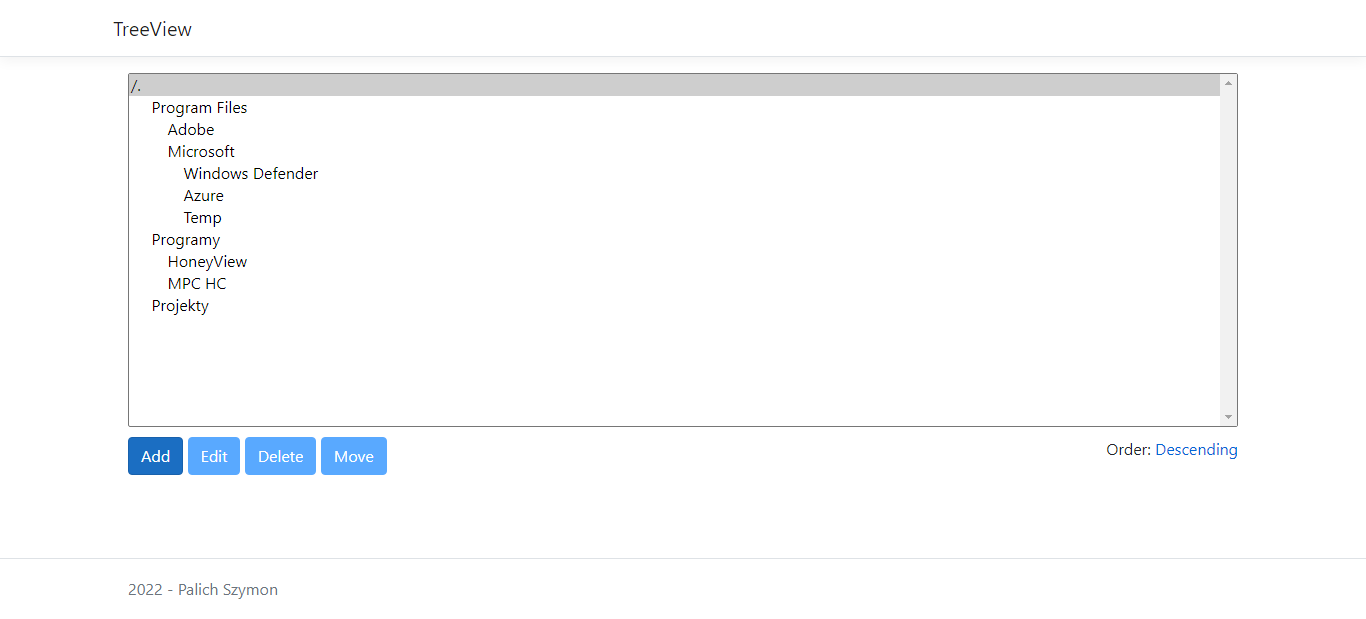 TreeView
/.
Program Files
Adobe
Microsoft
Windows Defender
Azure
Temp
Programy
HoneyView
MPC HC
Projekty
Add Edit Delete Move Order: Descending
2022 - Palich Szymon